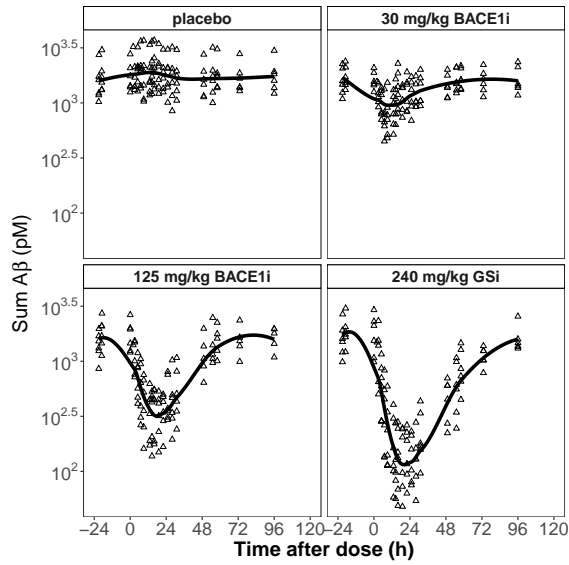 placebo
30 mg/kg BACE1i
10^3.5
10^3
10^2.5
10^2
125 mg/kg BACE1i
240 mg/kg GSi
10^3.5
10^3
10^2.5
10^2
Sum Aβ (pM)
−24 0 24 48 72 96 120
−24 0 24 48 72 96 120
Time after dose (h)